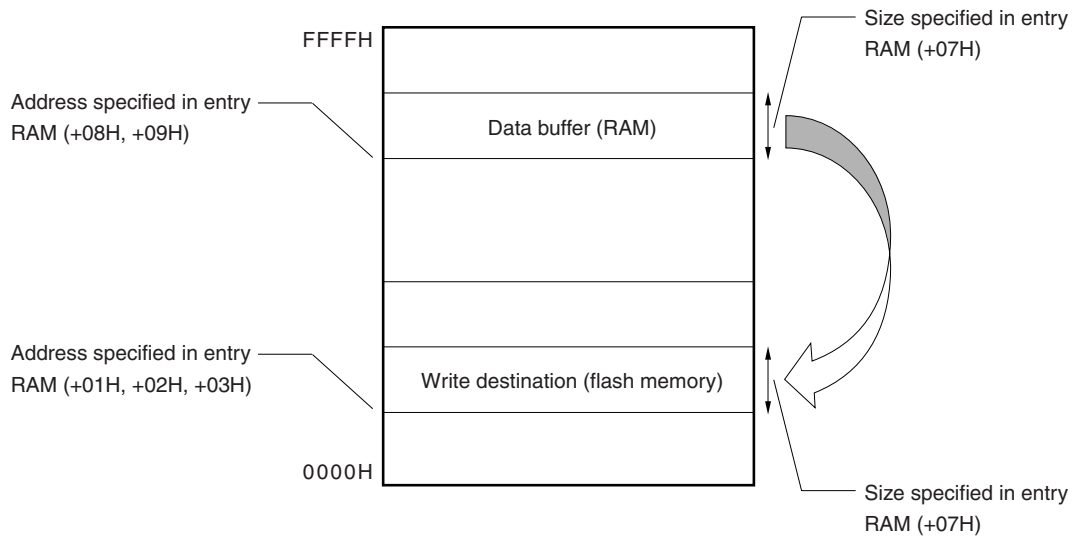 Size specified in entry
RAM (+07H)
FFFFH
Address specified in entry
RAM (+08H, +09H)
Data buffer (RAM)
Address specified in entry
RAM (+01H, +02H, +03H)
Write destination (flash memory)
0000H
Size specified in entry
RAM (+07H)